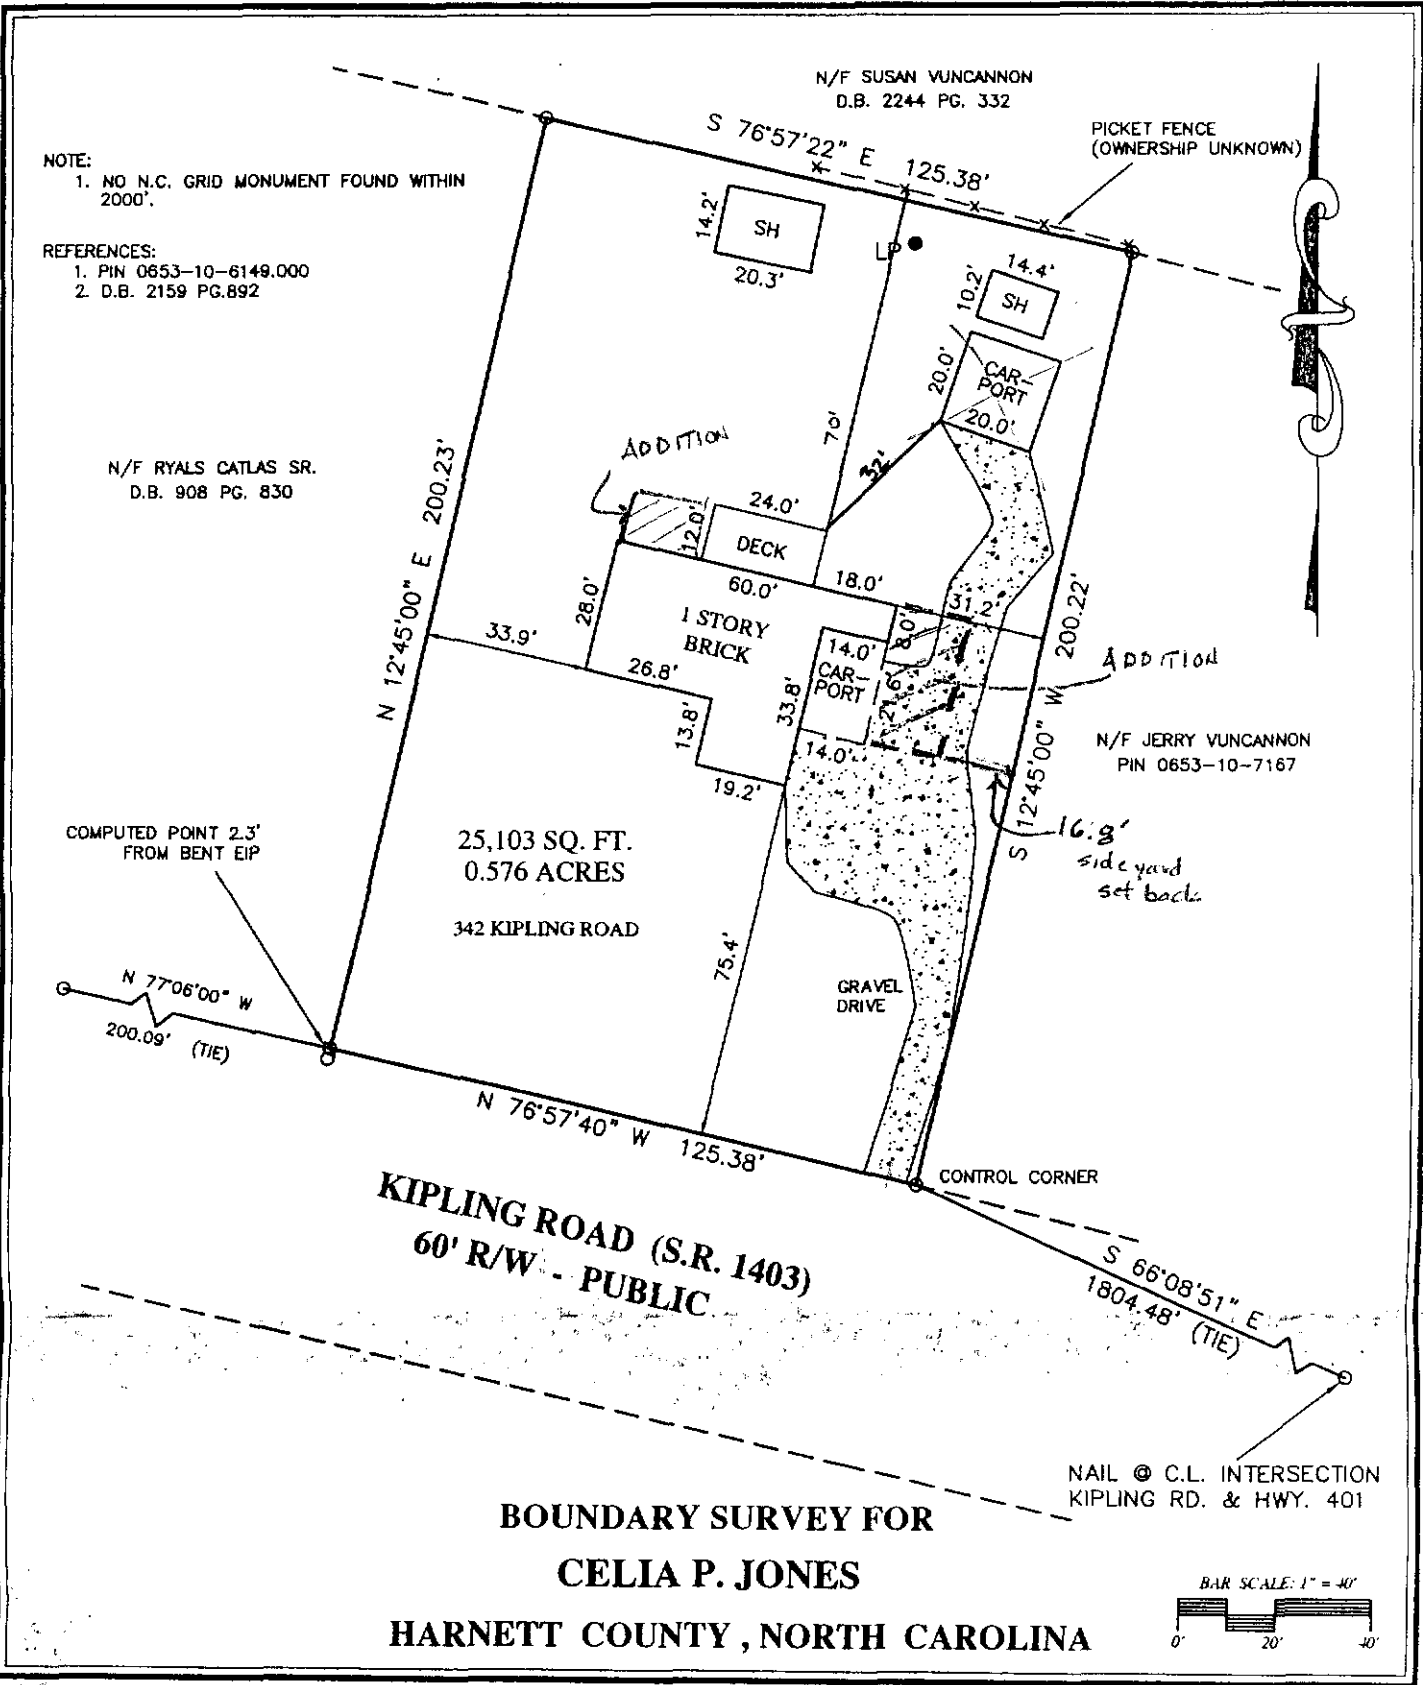 N/F SUSAN VUNCANNON
D.B. 2244 PG. 332
S 76°57'22" E 125.38'
PICKET FENCE
(OWNERSHIP UNKNOWN)
NOTE:
1. NO N.C. GRID MONUMENT FOUND WITHIN
2000'.
REFERENCES:
1. PIN 0653-10-6149.000
2. D.B. 2159 PG.892
14.2'
SH
20.3'
LP
14.4'
10.2'
SH
20.0'
CAR-
PORT
20.0'
70'
32'
ADDITION
N/F RYALS CATLAS SR.
D.B. 908 PG. 830
N 12°45'00" E 200.23'
24.0'
12.0'
DECK
60.0'
18.0'
28.0'
1 STORY
BRICK
33.9'
26.8'
13.8'
19.2'
33.8'
14.0'
CAR-
PORT
14.0'
8.0'
21.6'
31.2'
ADDITION
S 12°45'00" W 200.22'
N/F JERRY VUNCANNON
PIN 0653-10-7167
16.8'
side yard
set back
COMPUTED POINT 2.3'
FROM BENT EIP
25,103 SQ. FT.
0.576 ACRES
342 KIPLING ROAD
75.4'
GRAVEL
DRIVE
N 77°06'00" W
200.09' (TIE)
N 76°57'40" W 125.38'
CONTROL CORNER
KIPLING ROAD (S.R. 1403)
60' R/W - PUBLIC
S 66°08'51" E
1804.48' (TIE)
NAIL @ C.L. INTERSECTION
KIPLING RD. & HWY. 401
BOUNDARY SURVEY FOR
CELIA P. JONES
HARNETT COUNTY , NORTH CAROLINA
BAR SCALE: 1" = 40'
0' 20' 40'